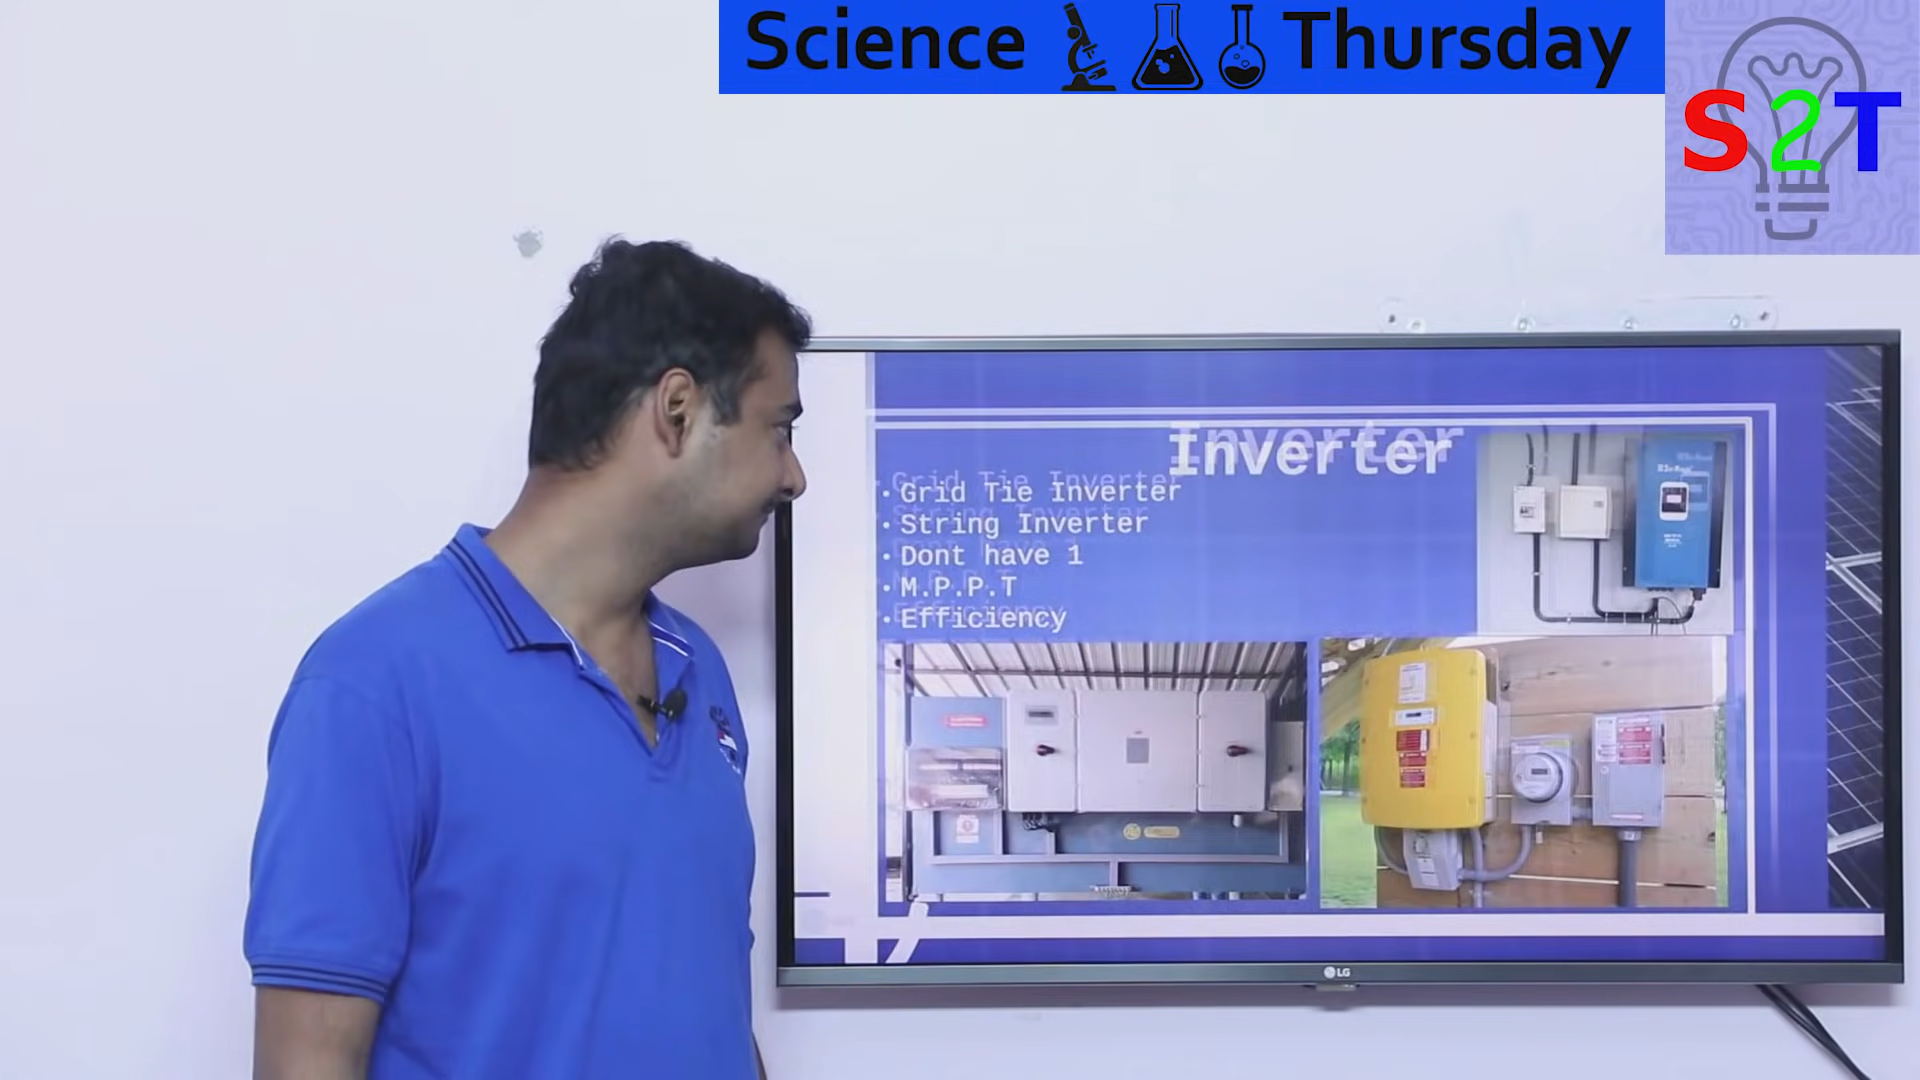 Science Thursday
S2T
Inverter
• Grid Tie Inverter
• String Inverter
• Dont have 1
• M.P.P.T
• Efficiency
LG